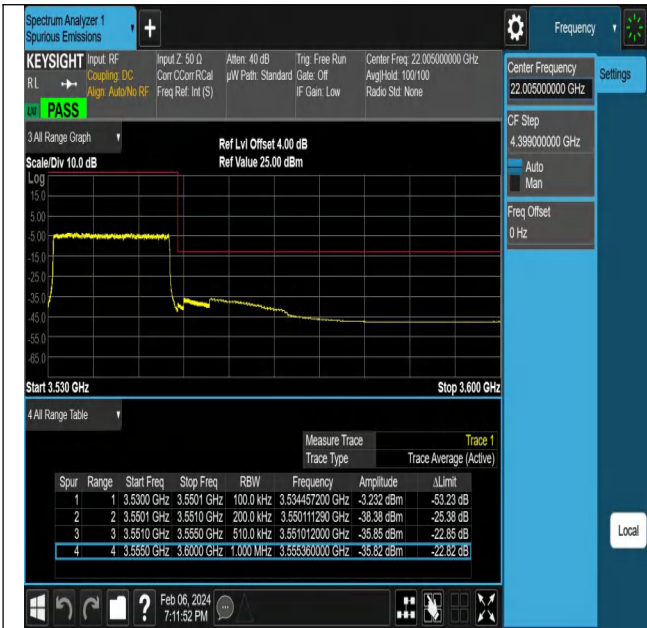 Spectrum Analyzer 1
Spurious Emissions
+
Frequency
KEYSIGHT
RL
PASS
Input: RF
Coupling: DC
Align: Auto/No RF
Input Z: 50 Ω
Corr CCorr RCal
Freq Ref: Int (S)
Atten: 40 dB
µW Path: Standard
Trig: Free Run
Gate: Off
IF Gain: Low
Center Freq: 22.005000000 GHz
Avg|Hold: 100/100
Radio Std: None
Center Frequency
22.005000000 GHz
Settings
CF Step
4.399000000 GHz
Auto
Man
Freq Offset
0 Hz
3 All Range Graph
Ref Lvl Offset 4.00 dB
Scale/Div 10.0 dB
Ref Value 25.00 dBm
Log
15.0
5.00
-5.00
-15.0
-25.0
-35.0
-45.0
-55.0
-65.0
Start 3.530 GHz
Stop 3.600 GHz
4 All Range Table
Measure Trace Trace 1
Trace Type Trace Average (Active)
Spur Range Start Freq Stop Freq RBW Frequency Amplitude ΔLimit
1 1 3.5300 GHz 3.5501 GHz 100.0 kHz 3.534457200 GHz -3.232 dBm -53.23 dB
2 2 3.5501 GHz 3.5510 GHz 200.0 kHz 3.550111290 GHz -38.38 dBm -25.38 dB
3 3 3.5510 GHz 3.5550 GHz 510.0 kHz 3.551012000 GHz -35.85 dBm -22.85 dB
4 4 3.5550 GHz 3.6000 GHz 1.000 MHz 3.555360000 GHz -35.82 dBm -22.82 dB
Local
?
Feb 06, 2024
7:11:52 PM